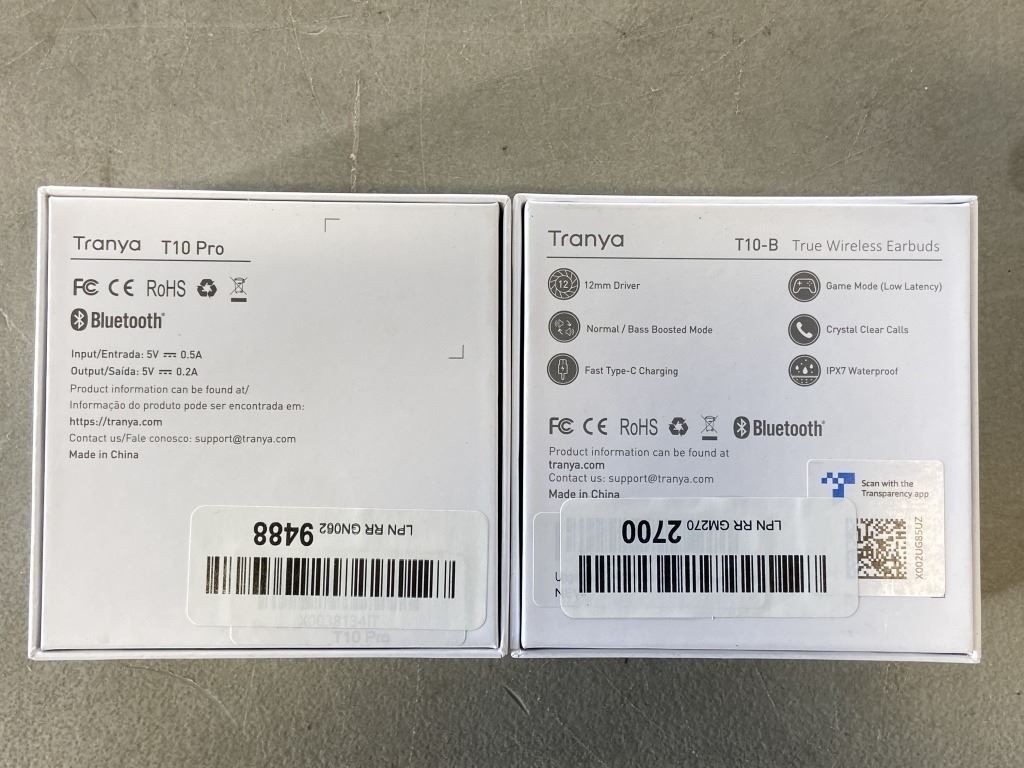 Tranya T10 Pro
FC CE RoHS
Bluetooth®
Input/Entrada: 5V ⎓ 0.5A
Output/Saída: 5V ⎓ 0.2A
Product information can be found at/
Informação do produto pode ser encontrada em:
https://tranya.com
Contact us/Fale conosco: support@tranya.com
Made in China
LPN RR GN062 9488
T10 Pro
Tranya T10-B True Wireless Earbuds
12
12mm Driver
Game Mode (Low Latency)
Normal / Bass Boosted Mode
Crystal Clear Calls
Fast Type-C Charging
IPX7 Waterproof
FC CE RoHS
Bluetooth®
Product information can be found at
tranya.com
Contact us: support@tranya.com
Made in China
Scan with the
Transparency app
X002UG85UZ
LPN RR GM270 2700